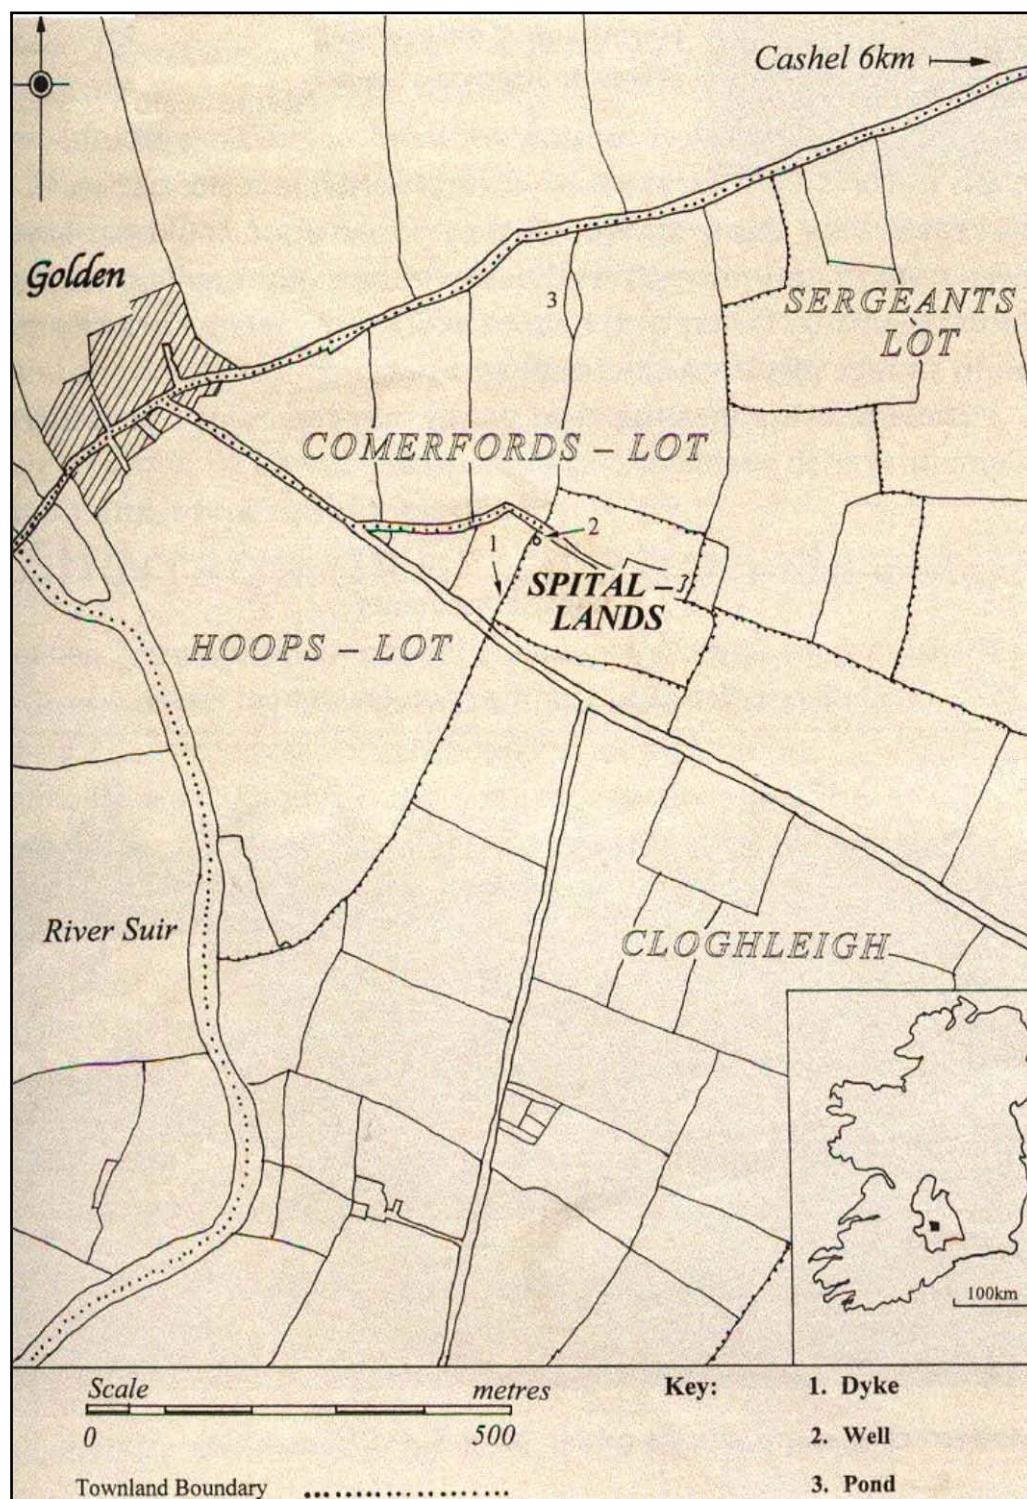 Cashel 6km
Golden
3
SERGEANTS
LOT
COMERFORDS – LOT
2
1
SPITAL –
LANDS
HOOPS – LOT
River Suir
CLOGHLEIGH
100km
Scale
metres
0
500
Townland Boundary
Key:
1. Dyke
2. Well
3. Pond